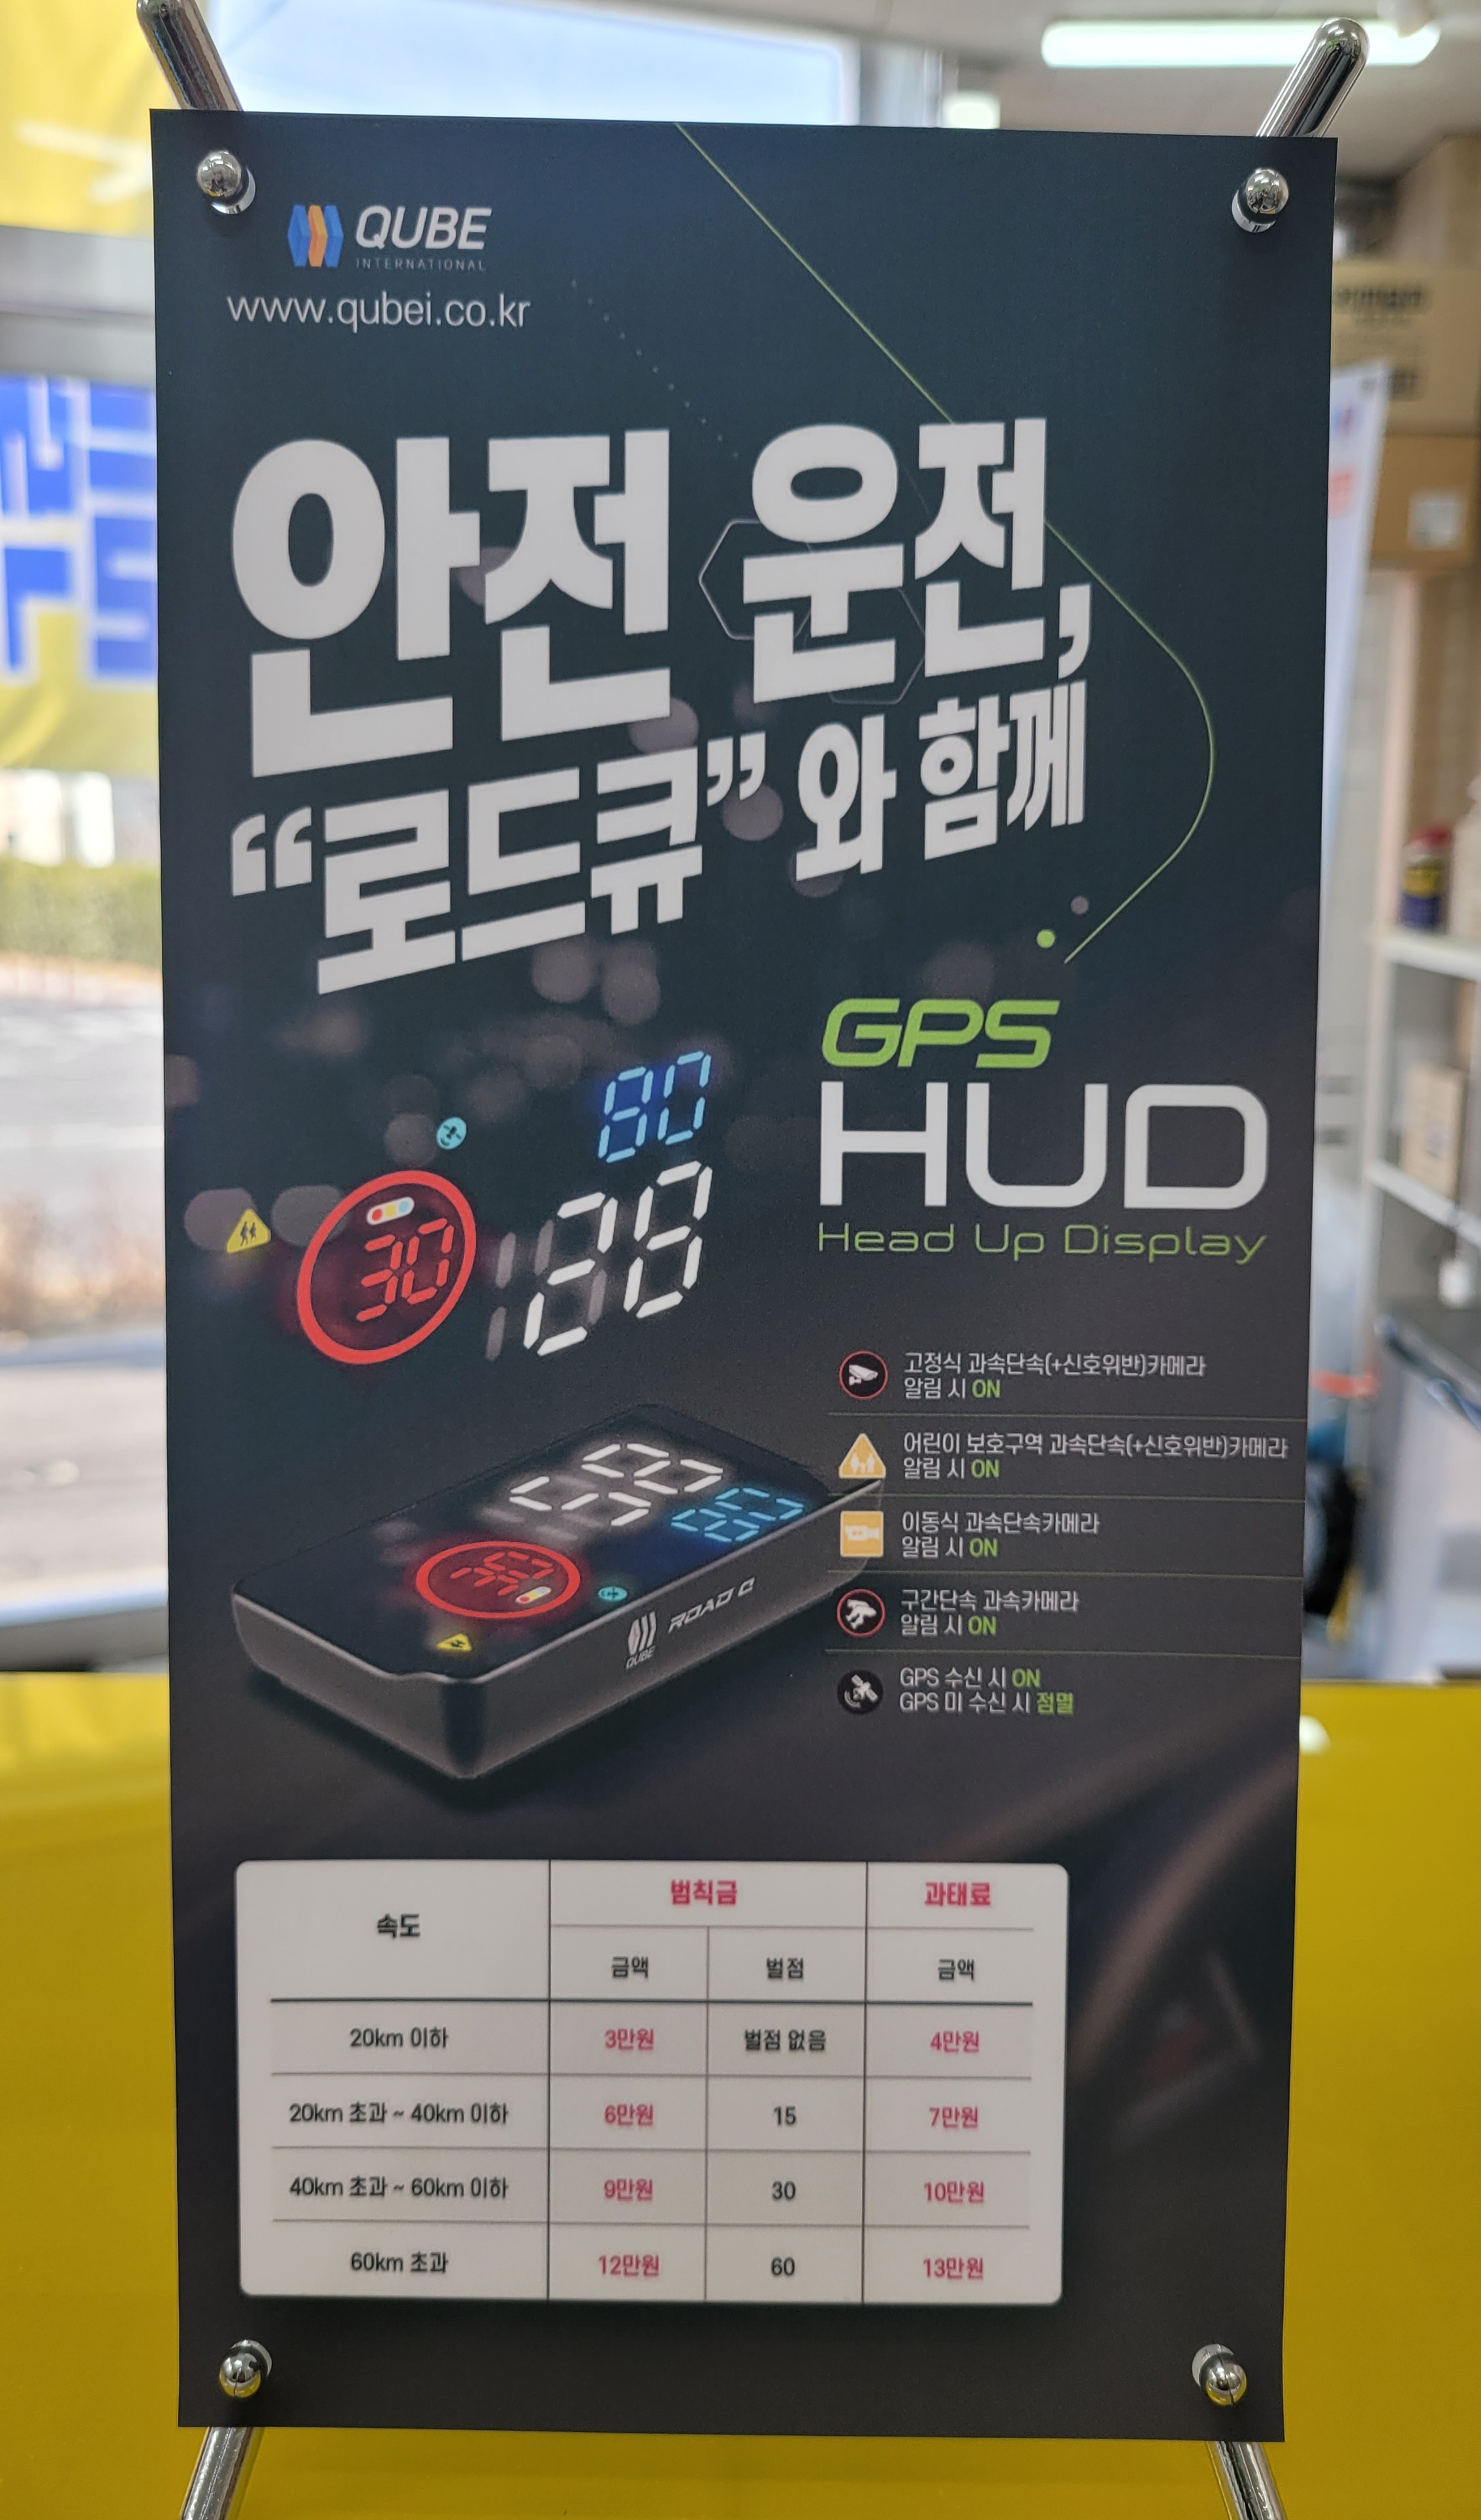 QUBE
INTERNATIONAL
www.qubei.co.kr
안전 운전,
“로드큐”와 함께
GPS
HUD
Head Up Display
80
30
28
고정식 과속단속(+신호위반)카메라
알림 시 ON
어린이 보호구역 과속단속(+신호위반)카메라
알림 시 ON
이동식 과속단속카메라
알림 시 ON
구간단속 과속카메라
알림 시 ON
GPS 수신 시 ON
GPS 미 수신 시 점멸
QUBE
ROAD Q
속도 범칙금 과태료
금액 벌점 금액
20km 이하 3만원 벌점 없음 4만원
20km 초과 ~ 40km 이하 6만원 15 7만원
40km 초과 ~ 60km 이하 9만원 30 10만원
60km 초과 12만원 60 13만원